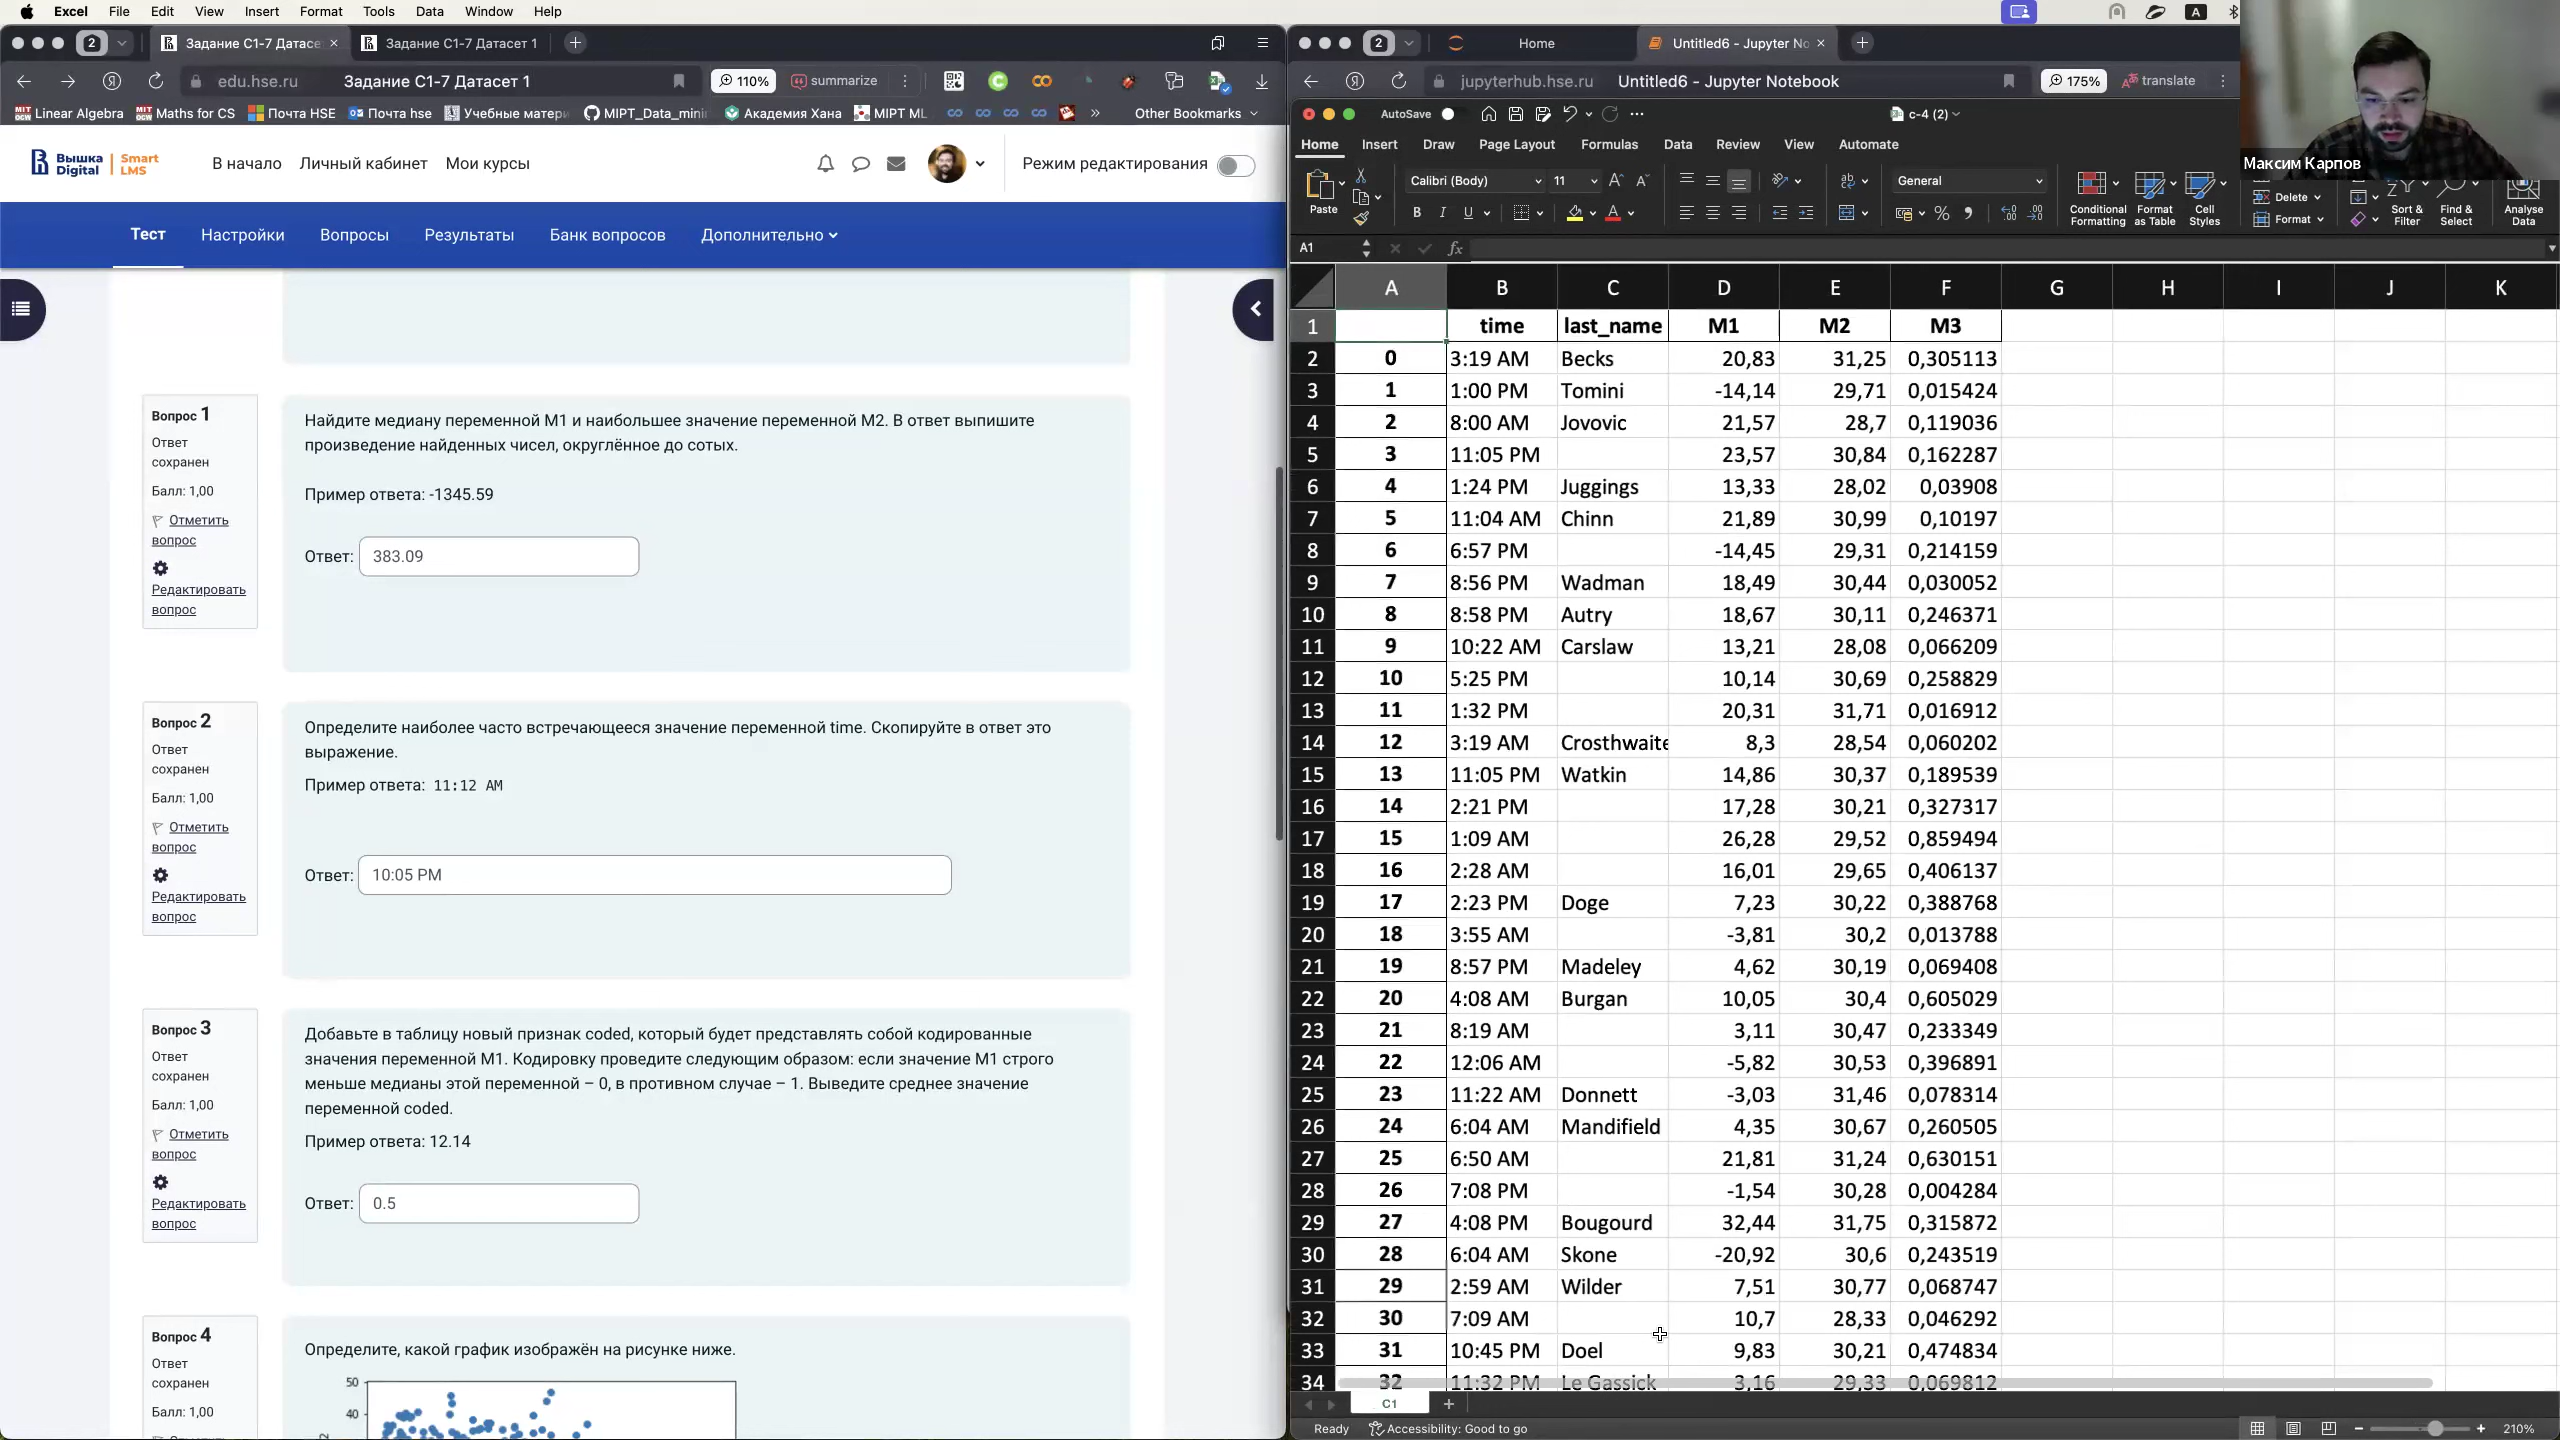 Excel File Edit View Insert Format Tools Data Window Help
2 Задание С1-7 Датасе Задание С1-7 Датасет 1
edu.hse.ru Задание С1-7 Датасет 1 110% summarize
Linear Algebra Maths for CS Почта HSE Почта hse Учебные матери MIPT_Data_mini Академия Хана MIPT ML Other Bookmarks
Вышка Digital Smart LMS
В начало Личный кабинет Мои курсы Режим редактирования
Тест Настройки Вопросы Результаты Банк вопросов Дополнительно
Вопрос 1
Ответ
сохранен
Балл: 1,00
Отметить
вопрос
Редактировать
вопрос
Найдите медиану переменной М1 и наибольшее значение переменной М2. В ответ выпишите
произведение найденных чисел, округлённое до сотых.
Пример ответа: -1345.59
Ответ: 383.09
Вопрос 2
Ответ
сохранен
Балл: 1,00
Отметить
вопрос
Редактировать
вопрос
Определите наиболее часто встречающееся значение переменной time. Скопируйте в ответ это
выражение.
Пример ответа: 11:12 AM
Ответ: 10:05 PM
Вопрос 3
Ответ
сохранен
Балл: 1,00
Отметить
вопрос
Редактировать
вопрос
Добавьте в таблицу новый признак coded, который будет представлять собой кодированные
значения переменной М1. Кодировку проведите следующим образом: если значение М1 строго
меньше медианы этой переменной – 0, в противном случае – 1. Выведите среднее значение
переменной coded.
Пример ответа: 12.14
Ответ: 0.5
Вопрос 4
Ответ
сохранен
Балл: 1,00
Определите, какой график изображён на рисунке ниже.
50
40
2 Home Untitled6 - Jupyter No
jupyterhub.hse.ru Untitled6 - Jupyter Notebook 175% translate
AutoSave c-4 (2)
Home Insert Draw Page Layout Formulas Data Review View Automate
Paste Calibri (Body) 11 General
Conditional Formatting Format as Table Cell Styles Delete Format Sort & Filter Find & Select Analyse Data
Максим Карпов
A1 fx
A B C D E F G H I J K
1 time last_name M1 M2 M3
2 0 3:19 AM Becks 20,83 31,25 0,305113
3 1 1:00 PM Tomini -14,14 29,71 0,015424
4 2 8:00 AM Jovovic 21,57 28,7 0,119036
5 3 11:05 PM 23,57 30,84 0,162287
6 4 1:24 PM Juggings 13,33 28,02 0,03908
7 5 11:04 AM Chinn 21,89 30,99 0,10197
8 6 6:57 PM -14,45 29,31 0,214159
9 7 8:56 PM Wadman 18,49 30,44 0,030052
10 8 8:58 PM Autry 18,67 30,11 0,246371
11 9 10:22 AM Carslaw 13,21 28,08 0,066209
12 10 5:25 PM 10,14 30,69 0,258829
13 11 1:32 PM 20,31 31,71 0,016912
14 12 3:19 AM Crosthwaite 8,3 28,54 0,060202
15 13 11:05 PM Watkin 14,86 30,37 0,189539
16 14 2:21 PM 17,28 30,21 0,327317
17 15 1:09 AM 26,28 29,52 0,859494
18 16 2:28 AM 16,01 29,65 0,406137
19 17 2:23 PM Doge 7,23 30,22 0,388768
20 18 3:55 AM -3,81 30,2 0,013788
21 19 8:57 PM Madeley 4,62 30,19 0,069408
22 20 4:08 AM Burgan 10,05 30,4 0,605029
23 21 8:19 AM 3,11 30,47 0,233349
24 22 12:06 AM -5,82 30,53 0,396891
25 23 11:22 AM Donnett -3,03 31,46 0,078314
26 24 6:04 AM Mandifield 4,35 30,67 0,260505
27 25 6:50 AM 21,81 31,24 0,630151
28 26 7:08 PM -1,54 30,28 0,004284
29 27 4:08 PM Bougourd 32,44 31,75 0,315872
30 28 6:04 AM Skone -20,92 30,6 0,243519
31 29 2:59 AM Wilder 7,51 30,77 0,068747
32 30 7:09 AM 10,7 28,33 0,046292
33 31 10:45 PM Doel 9,83 30,21 0,474834
34 32 11:32 PM Le Gassick 3,16 29,33 0,069812
C1
Ready Accessibility: Good to go 210%